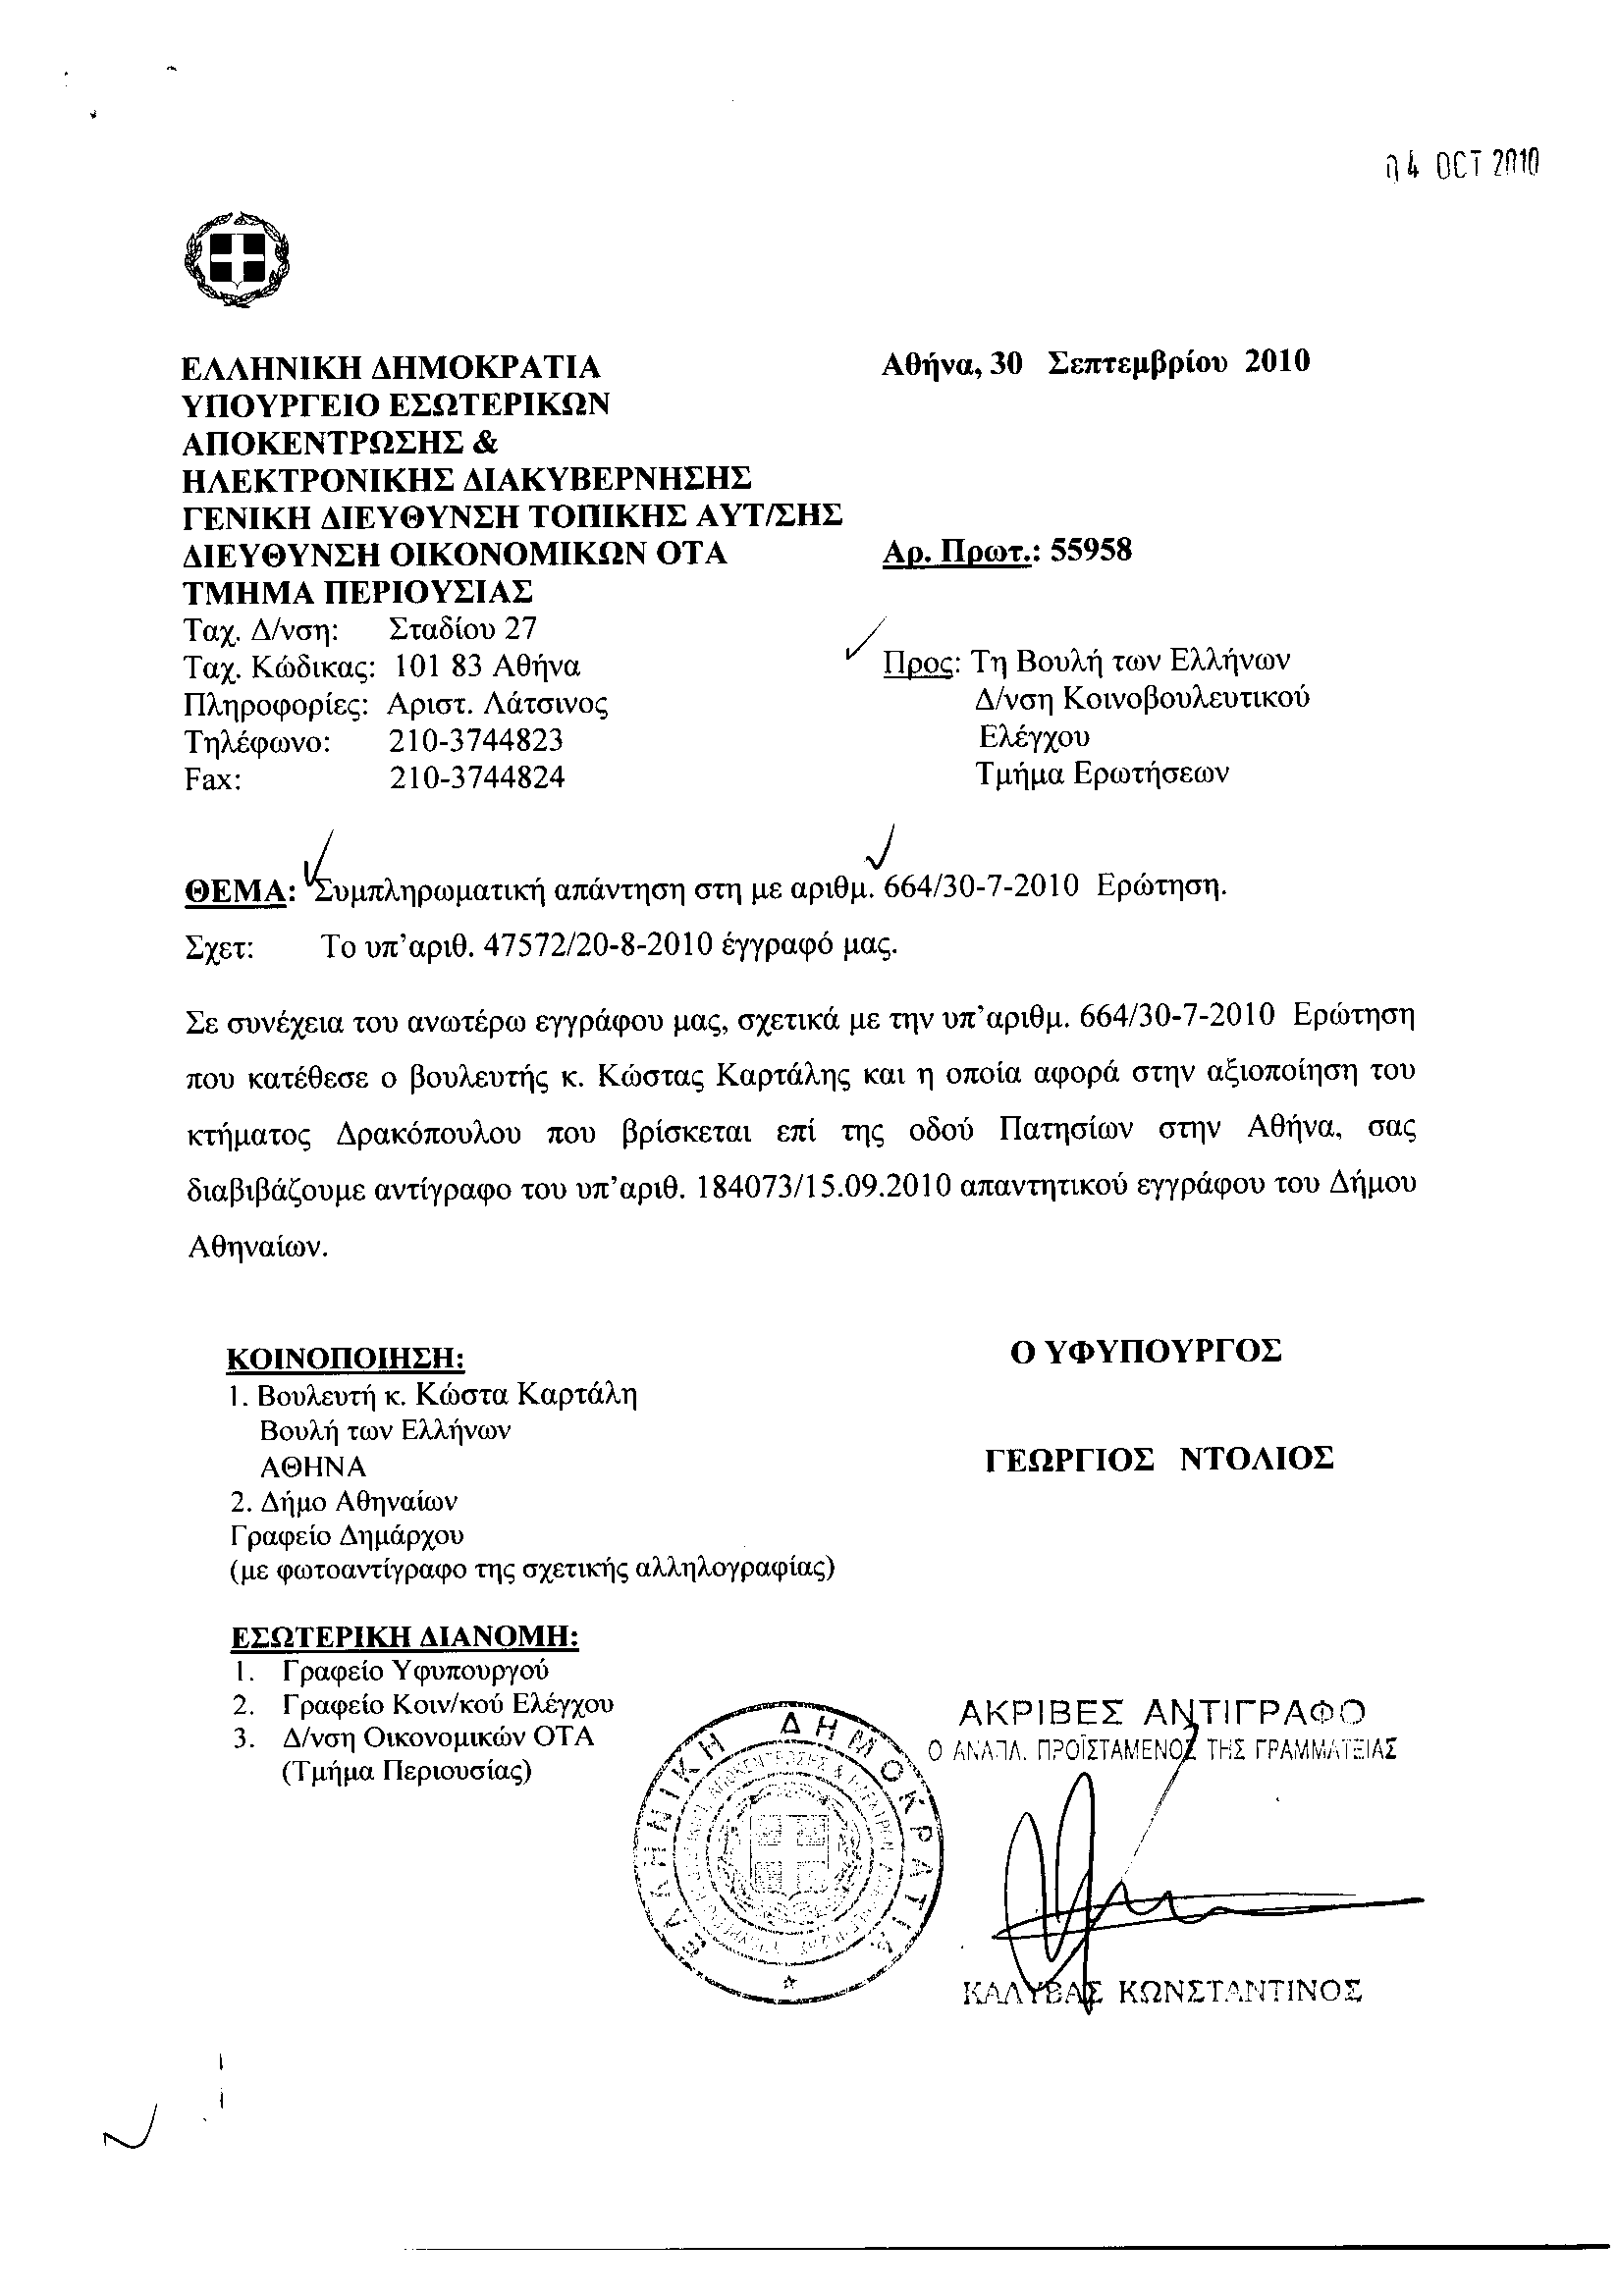 04 OCT 2010
ΕΛΛΗΝΙΚΗ ΔΗΜΟΚΡΑΤΙΑ
ΥΠΟΥΡΓΕΙΟ ΕΣΩΤΕΡΙΚΩΝ
ΑΠΟΚΕΝΤΡΩΣΗΣ &
ΗΛΕΚΤΡΟΝΙΚΗΣ ΔΙΑΚΥΒΕΡΝΗΣΗΣ
ΓΕΝΙΚΗ ΔΙΕΥΘΥΝΣΗ ΤΟΠΙΚΗΣ ΑΥΤ/ΣΗΣ
ΔΙΕΥΘΥΝΣΗ ΟΙΚΟΝΟΜΙΚΩΝ ΟΤΑ
ΤΜΗΜΑ ΠΕΡΙΟΥΣΙΑΣ
Ταχ. Δ/νση: Σταδίου 27
Ταχ. Κώδικας: 101 83 Αθήνα
Πληροφορίες: Αριστ. Λάτσινος
Τηλέφωνο: 210-3744823
Fax: 210-3744824
Αθήνα, 30 Σεπτεμβρίου 2010
Αρ. Πρωτ.: 55958
Προς: Τη Βουλή των Ελλήνων
Δ/νση Κοινοβουλευτικού
Ελέγχου
Τμήμα Ερωτήσεων
ΘΕΜΑ: Συμπληρωματική απάντηση στη με αριθμ. 664/30-7-2010 Ερώτηση.
Σχετ: Το υπ’αριθ. 47572/20-8-2010 έγγραφό μας.
Σε συνέχεια του ανωτέρω εγγράφου μας, σχετικά με την υπ’αριθμ. 664/30-7-2010 Ερώτηση
που κατέθεσε ο βουλευτής κ. Κώστας Καρτάλης και η οποία αφορά στην αξιοποίηση του
κτήματος Δρακόπουλου που βρίσκεται επί της οδού Πατησίων στην Αθήνα, σας
διαβιβάζουμε αντίγραφο του υπ’αριθ. 184073/15.09.2010 απαντητικού εγγράφου του Δήμου
Αθηναίων.
ΚΟΙΝΟΠΟΙΗΣΗ:
1. Βουλευτή κ. Κώστα Καρτάλη
Βουλή των Ελλήνων
ΑΘΗΝΑ
2. Δήμο Αθηναίων
Γραφείο Δημάρχου
(με φωτοαντίγραφο της σχετικής αλληλογραφίας)
Ο ΥΦΥΠΟΥΡΓΟΣ
ΓΕΩΡΓΙΟΣ ΝΤΟΛΙΟΣ
ΕΣΩΤΕΡΙΚΗ ΔΙΑΝΟΜΗ:
1. Γραφείο Υφυπουργού
2. Γραφείο Κοιν/κού Ελέγχου
3. Δ/νση Οικονομικών ΟΤΑ
(Τμήμα Περιουσίας)
ΕΛΛΗΝΙΚΗ ΔΗΜΟΚΡΑΤΙΑ
ΑΚΡΙΒΕΣ ΑΝΤΙΓΡΑΦΟ
Ο ΑΝΑΠΛ. ΠΡΟΪΣΤΑΜΕΝΟΣ ΤΗΣ ΓΡΑΜΜΑΤΕΙΑΣ
ΚΑΛΥΒΑΣ ΚΩΝΣΤΑΝΤΙΝΟΣ